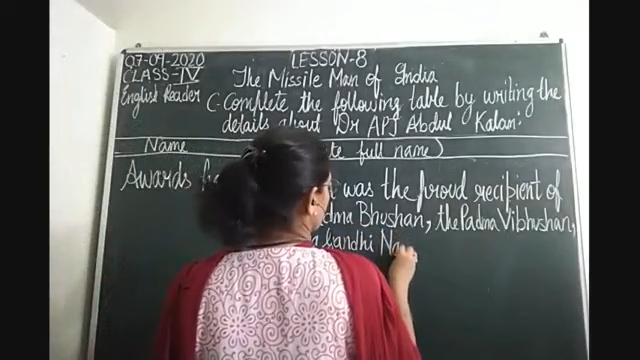 07-09-2020 LESSON-8
CLASS-IV The Missile Man of India
English Reader C-Complete the following table by writing the
details about Dr APJ Abdul Kalam:
Name full name)
Awards was the proud recipient of
Bhushan, the Padma Vibhushan,
Gandhi